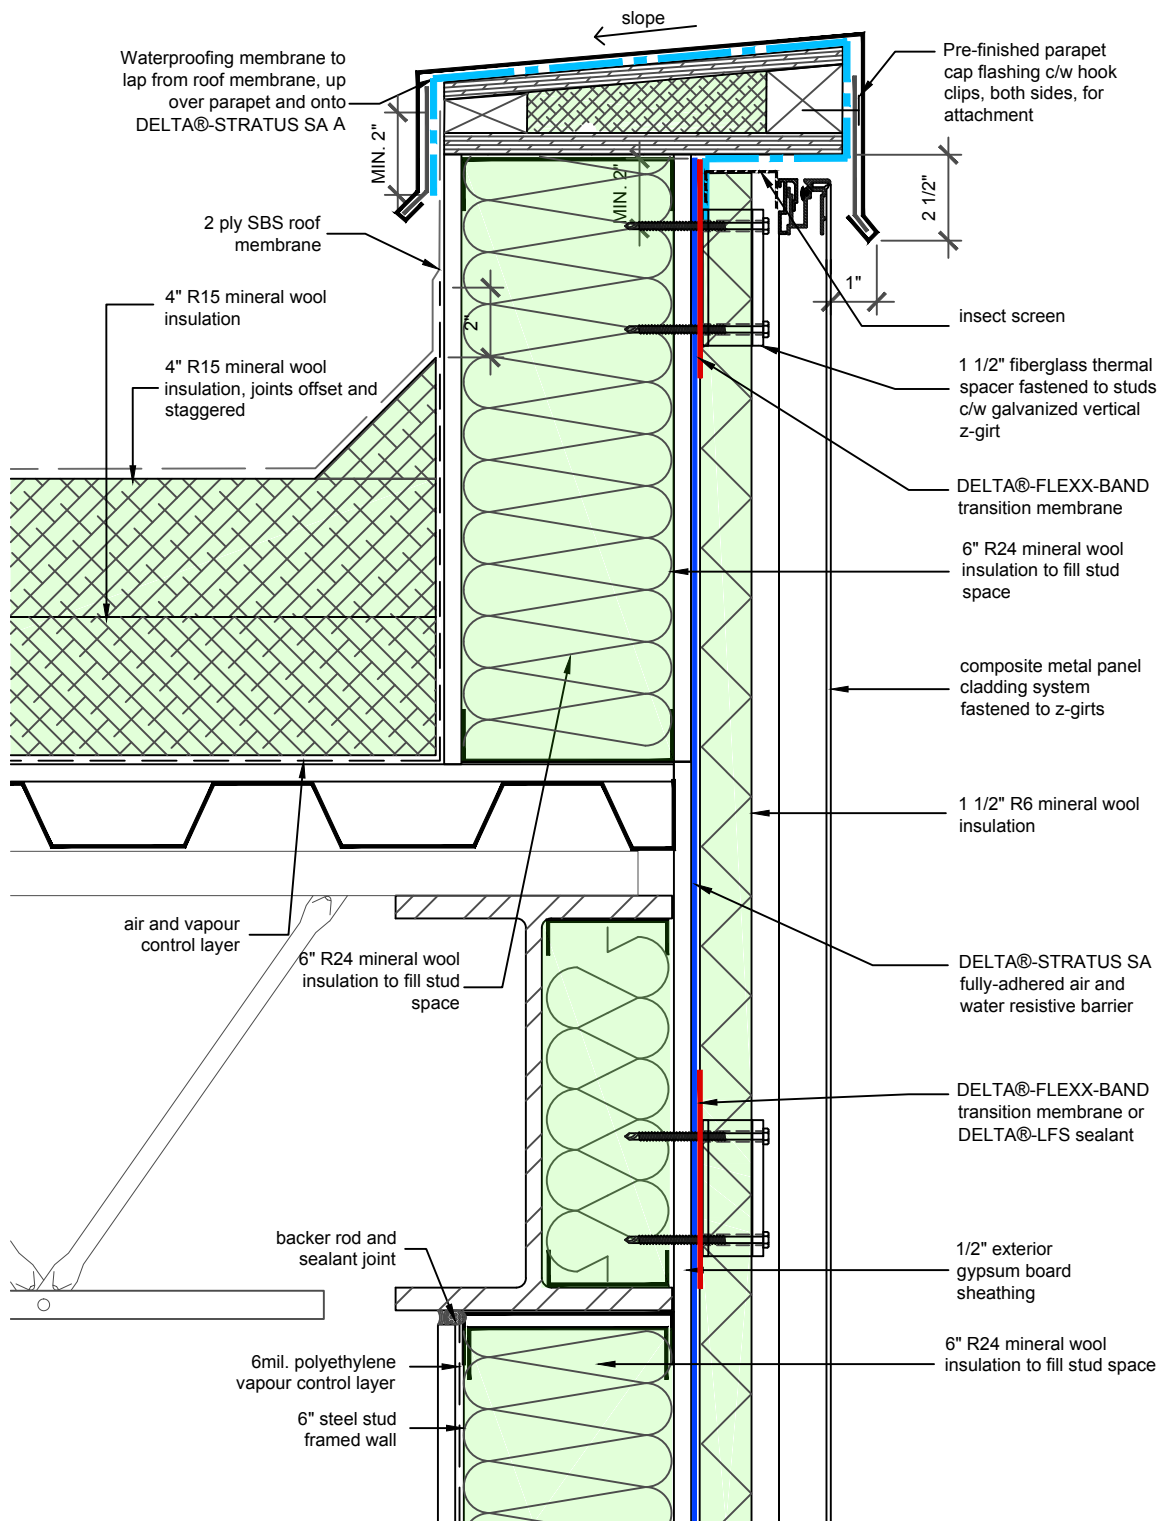 slope
Waterproofing membrane to
lap from roof membrane, up
over parapet and onto
DELTA®-STRATUS SA A
MIN. 2"
2 ply SBS roof
membrane
4" R15 mineral wool
insulation
4" R15 mineral wool
insulation, joints offset and
staggered
2"
MIN. 2"
Pre-finished parapet
cap flashing c/w hook
clips, both sides, for
attachment
2 1/2"
1"
insect screen
1 1/2" fiberglass thermal
spacer fastened to studs
c/w galvanized vertical
z-girt
DELTA®-FLEXX-BAND
transition membrane
6" R24 mineral wool
insulation to fill stud
space
composite metal panel
cladding system
fastened to z-girts
1 1/2" R6 mineral wool
insulation
air and vapour
control layer
6" R24 mineral wool
insulation to fill stud
space
DELTA®-STRATUS SA
fully-adhered air and
water resistive barrier
DELTA®-FLEXX-BAND
transition membrane or
DELTA®-LFS sealant
backer rod and
sealant joint
1/2" exterior
gypsum board
sheathing
6mil. polyethylene
vapour control layer
6" R24 mineral wool
insulation to fill stud space
6" steel stud
framed wall